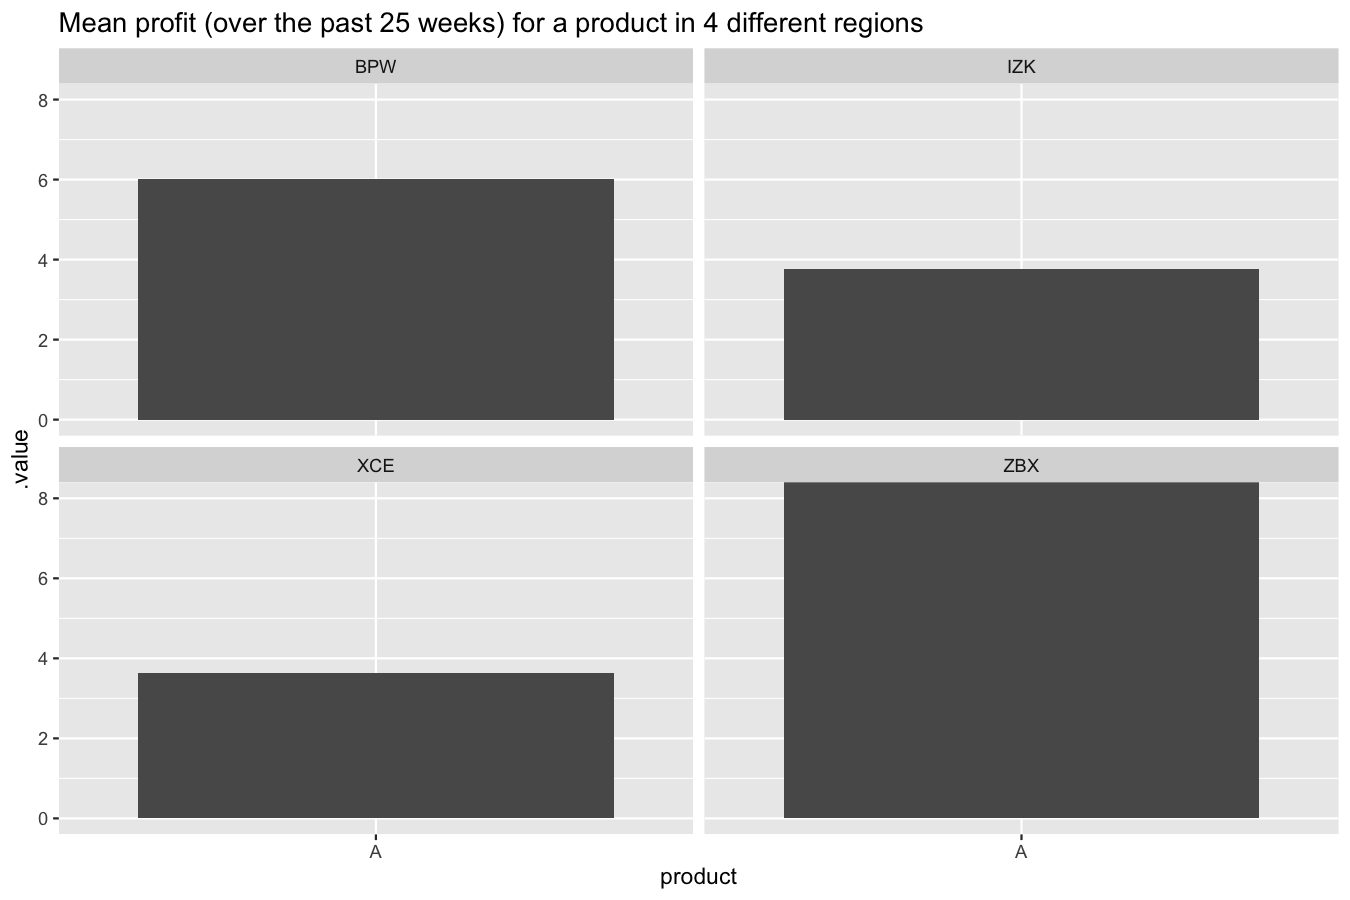 Mean profit (over the past 25 weeks) for a product in 4 different regions
BPW
IZK
8
6
4
2
0
.value
XCE
ZBX
8
6
4
2
0
A
A
product